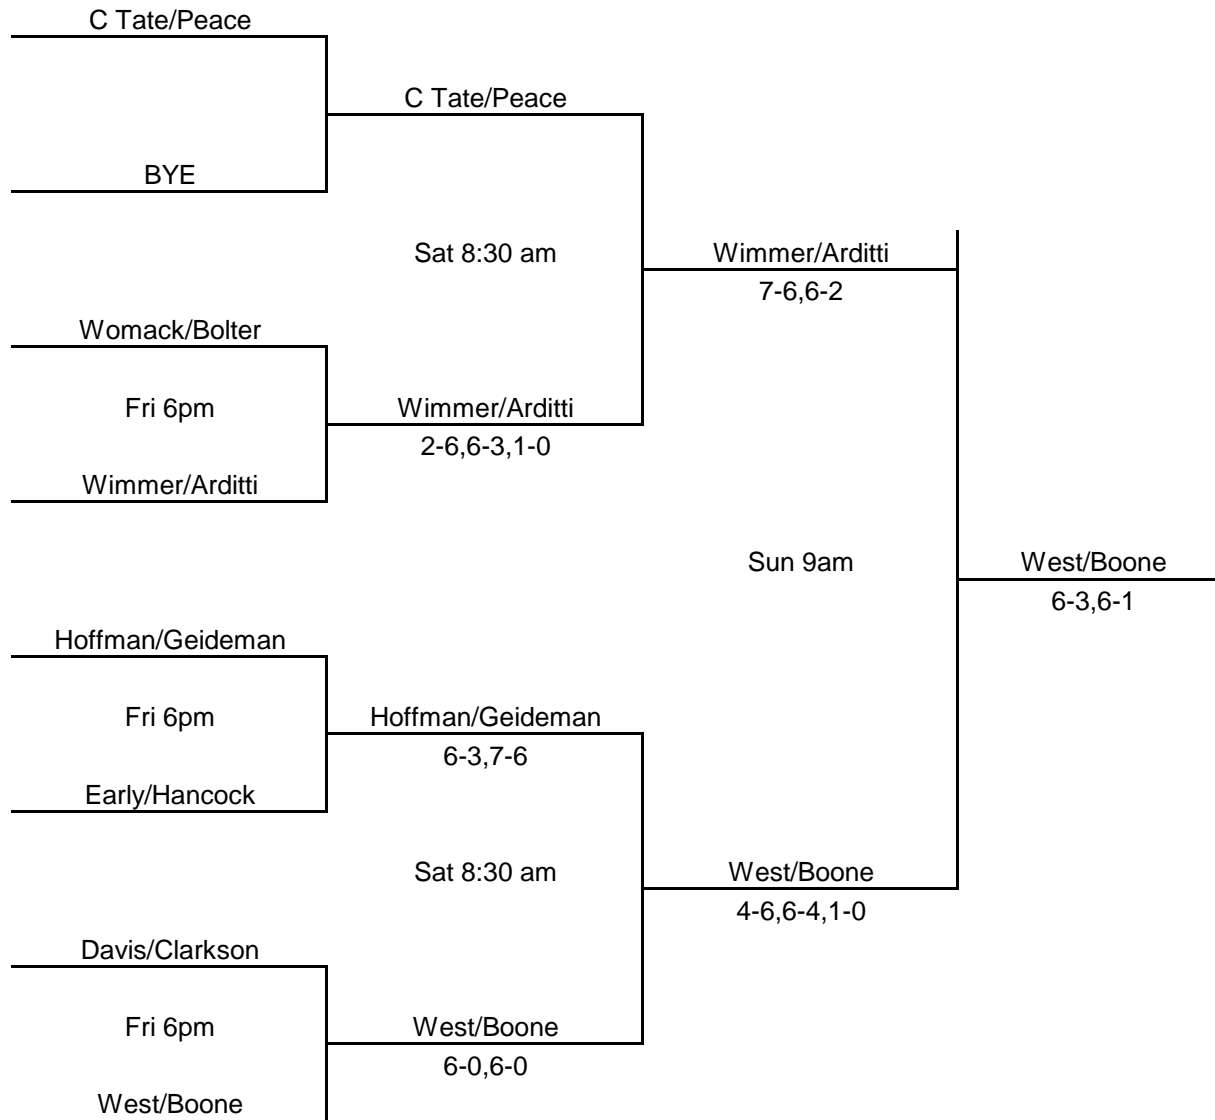 C Tate/Peace
C Tate/Peace
BYE
Sat 8:30 am
Wimmer/Arditti
7-6,6-2
Womack/Bolter
Fri 6pm
Wimmer/Arditti
2-6,6-3,1-0
Wimmer/Arditti
Sun 9am
West/Boone
6-3,6-1
Hoffman/Geideman
Fri 6pm
Hoffman/Geideman
6-3,7-6
Early/Hancock
Sat 8:30 am
West/Boone
4-6,6-4,1-0
Davis/Clarkson
Fri 6pm
West/Boone
6-0,6-0
West/Boone